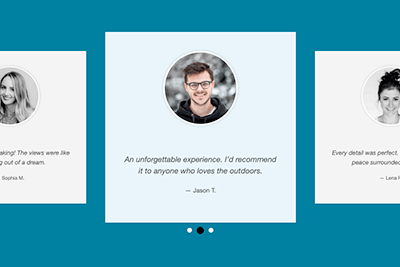 aking! The views were like
g out of a dream.
Sophia M.
An unforgettable experience. I'd recommend
it to anyone who loves the outdoors.
— Jason T.
Every detail was perfect,
peace surrounded
— Lena